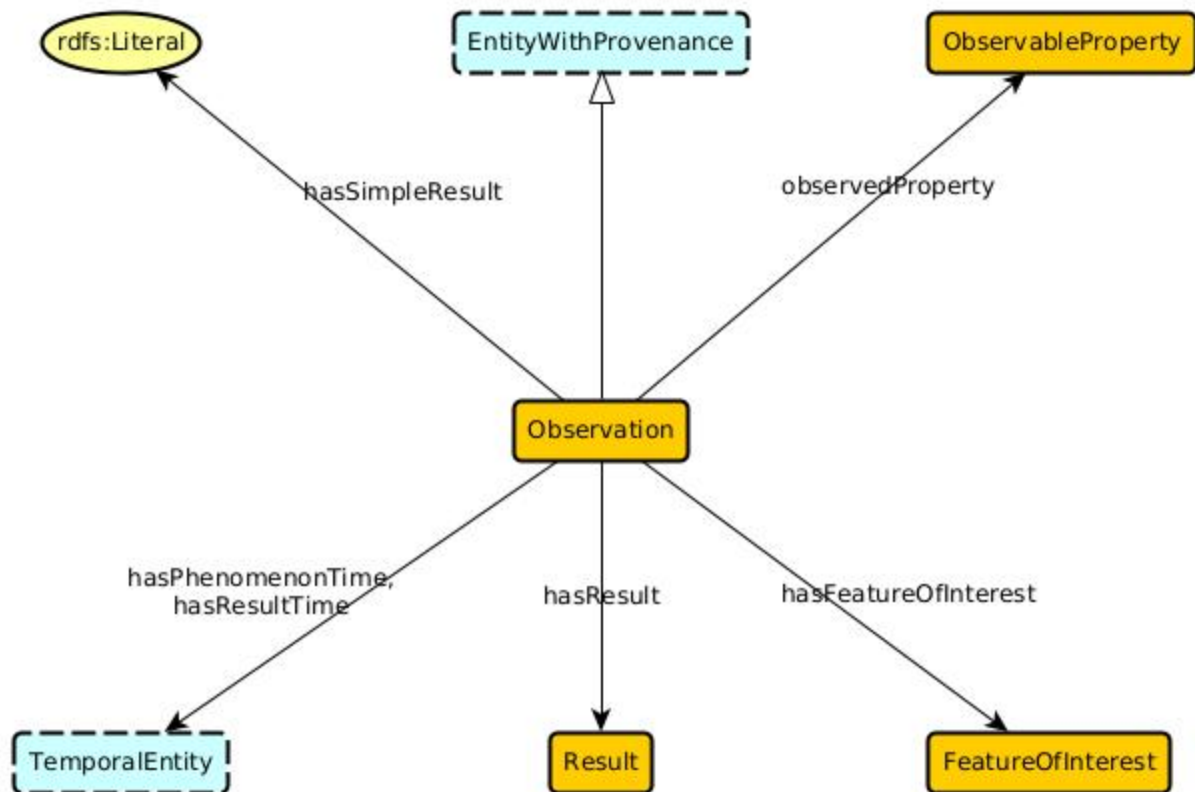 rdfs:Literal
EntityWithProvenance
ObservableProperty
hasSimpleResult
observedProperty
Observation
hasPhenomenonTime,
hasResultTime
hasResult
hasFeatureOfInterest
TemporalEntity
Result
FeatureOfInterest